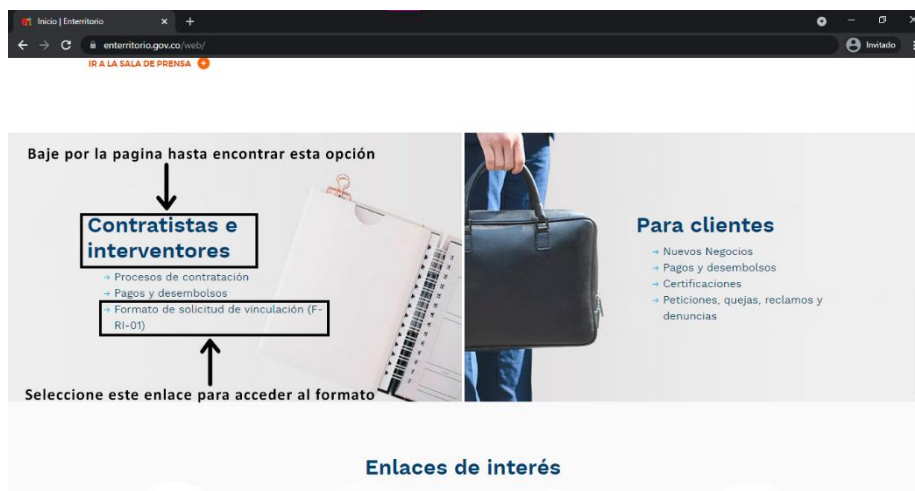 Inicio | Enterritorio
enterritorio.gov.co/web/
Invitado
IR A LA SALA DE PRENSA
Baje por la pagina hasta encontrar esta opción
Contratistas e
interventores
Procesos de contratación
Pagos y desembolsos
Formato de solicitud de vinculación (F-
RI-01)
Seleccione este enlace para acceder al formato
Para clientes
Nuevos Negocios
Pagos y desembolsos
Certificaciones
Peticiones, quejas, reclamos y
denuncias
Enlaces de interés